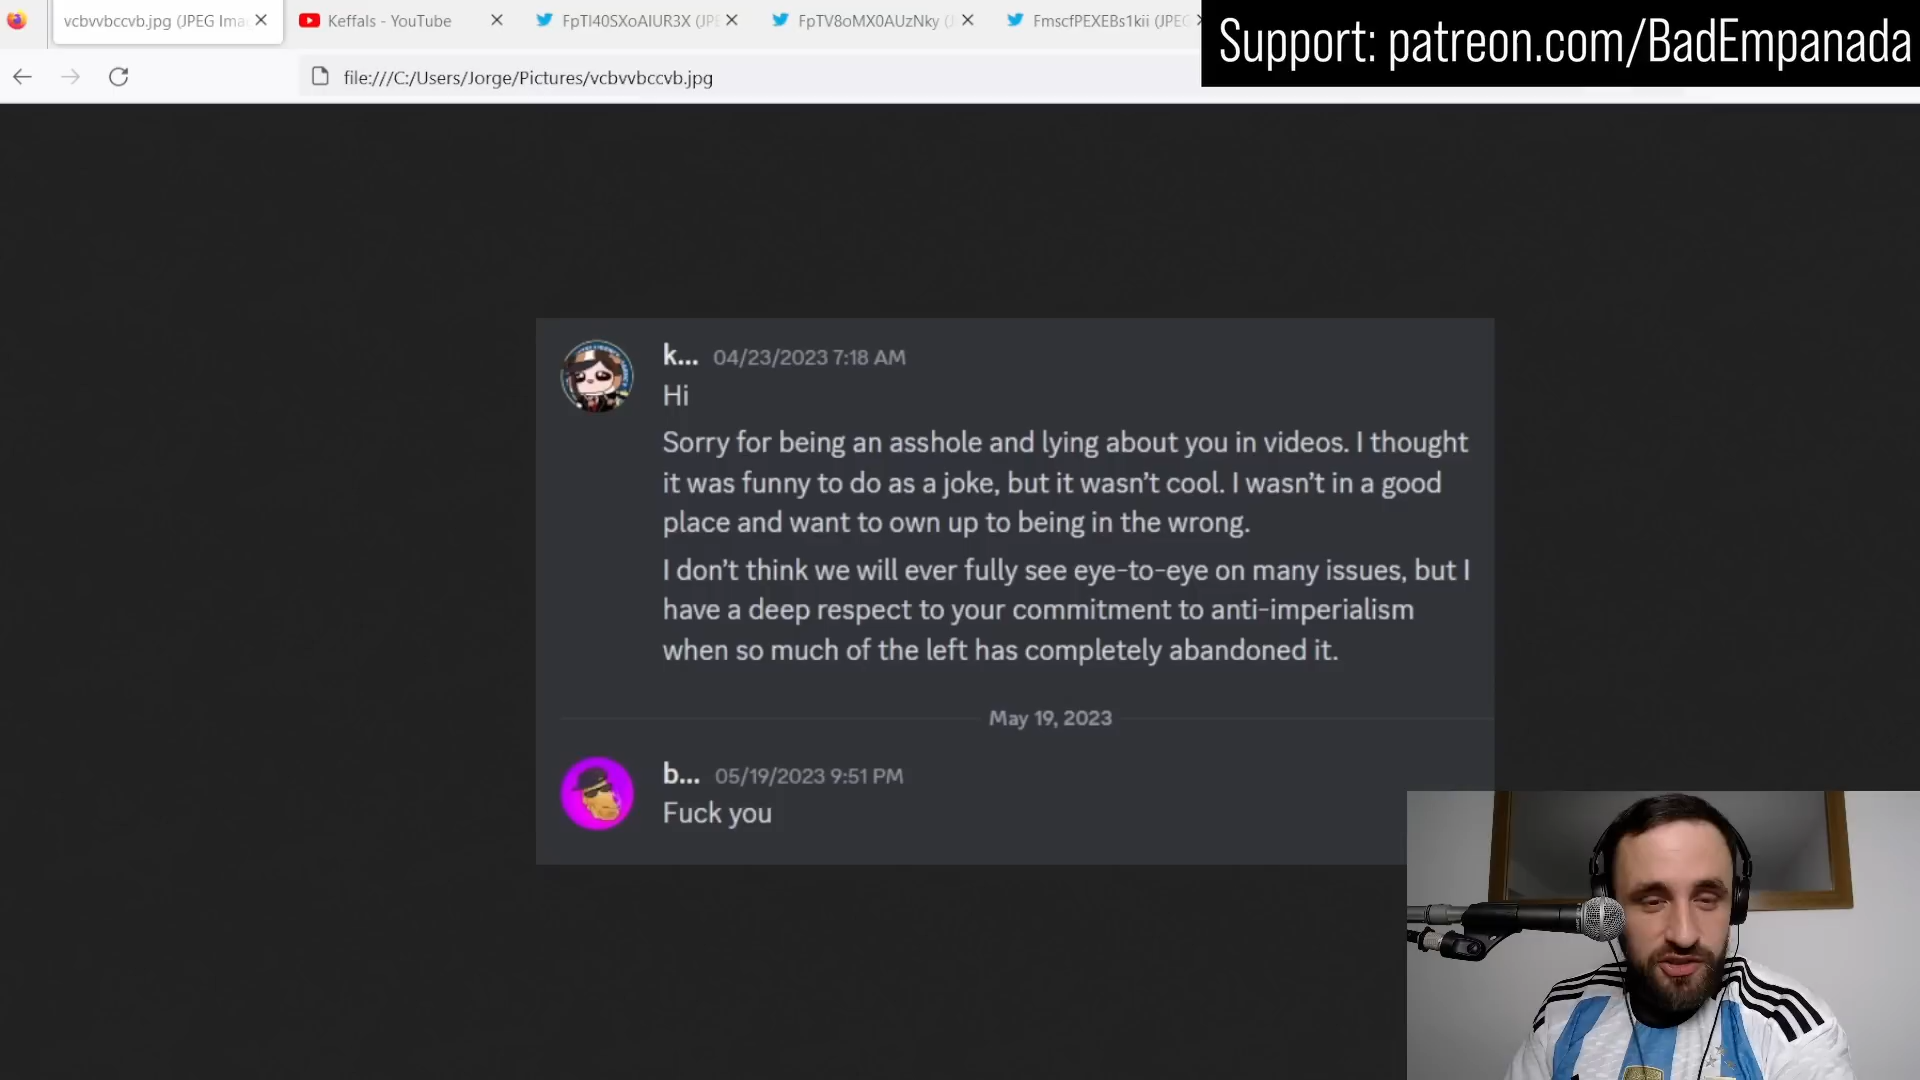 vcbvvbccvb.jpg (JPEG Ima
Keffals - YouTube
FpTl40SXoAIUR3X (JPE
FpTV8oMX0AUzNky (J
FmscfPEXEBs1kii (JPEG
Support: patreon.com/BadEmpanada
file:///C:/Users/Jorge/Pictures/vcbvvbccvb.jpg
k... 04/23/2023 7:18 AM
Hi
Sorry for being an asshole and lying about you in videos. I thought
it was funny to do as a joke, but it wasn’t cool. I wasn’t in a good
place and want to own up to being in the wrong.
I don’t think we will ever fully see eye-to-eye on many issues, but I
have a deep respect to your commitment to anti-imperialism
when so much of the left has completely abandoned it.
May 19, 2023
b... 05/19/2023 9:51 PM
Fuck you